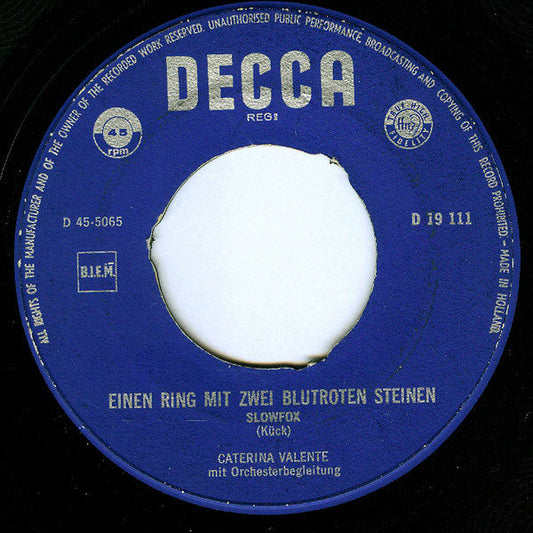 ALL RIGHTS OF THE MANUFACTURER AND OF THE OWNER OF THE RECORDED WORK RESERVED. UNAUTHORISED PUBLIC PERFORMANCE, BROADCASTING AND COPYING OF THIS RECORD PROHIBITED · MADE IN HOLLAND.
DECCA
REGD
45
rpm
TRUE HIGH
FIDELITY
D 45-5065
D 19 111
B.I.E.M.
EINEN RING MIT ZWEI BLUTROTEN STEINEN
SLOWFOX
(Kück)
CATERINA VALENTE
mit Orchesterbegleitung